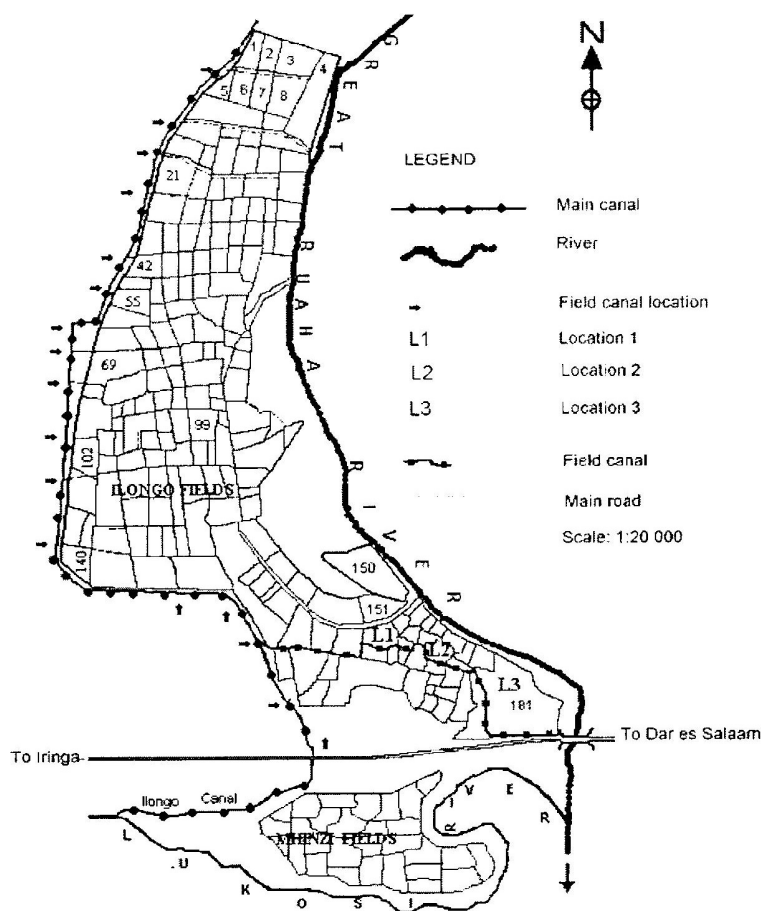 N
GREAT RUAHA RIVER
1 2 3 4
5 6 7 8
21
42
55
69
99
102
ILONGO FIELDS
140
150
151
L1
L2
L3
181
LEGEND
Main canal
River
Field canal location
L1 Location 1
L2 Location 2
L3 Location 3
Field canal
Main road
Scale: 1:20 000
To Iringa
To Dar es Salaam
Ilongo Canal
MHINZI FIELDS
LUKOSI RIVER